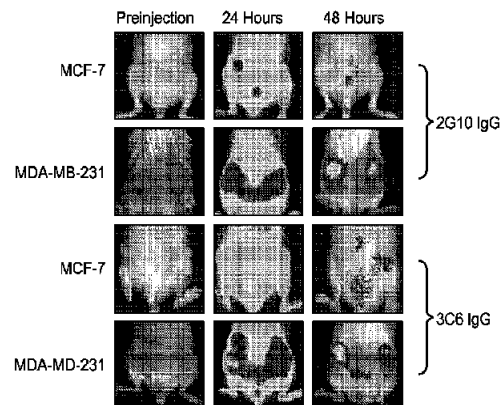 Preinjection 24 Hours 48 Hours
MCF-7
2G10 IgG
MDA-MB-231
MCF-7
3C6 IgG
MDA-MD-231